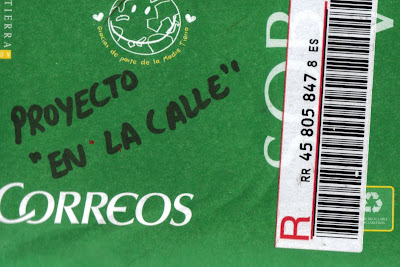 TIERRA
Gracias de parte de la Madre Tierra
PROYECTO
"EN LA CALLE"
CORREOS
SOB
R
RR 45 805 847 8 ES